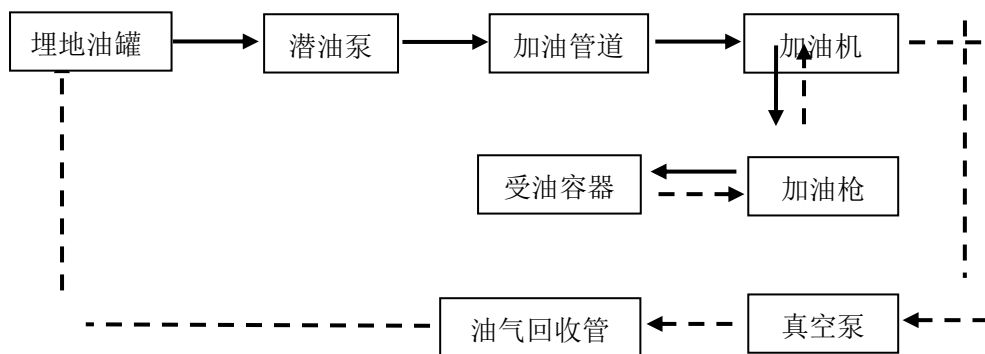 埋地油罐
潜油泵
加油管道
加油机
受油容器
加油枪
油气回收管
真空泵